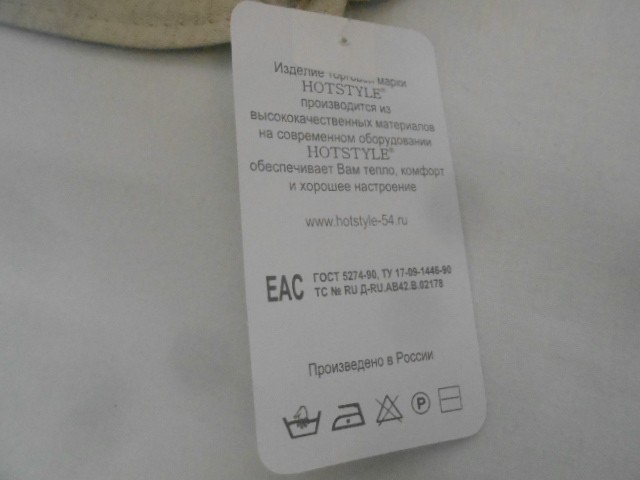 Изделие торговой марки
HOTSTYLE®
производится из
высококачественных материалов
на современном оборудовании
HOTSTYLE®
обеспечивает Вам тепло, комфорт
и хорошее настроение
www.hotstyle-54.ru
EAC
ГОСТ 5274-90, ТУ 17-09-1446-90
ТС № RU Д-RU.АВ42.В.02178
Произведено в России
P